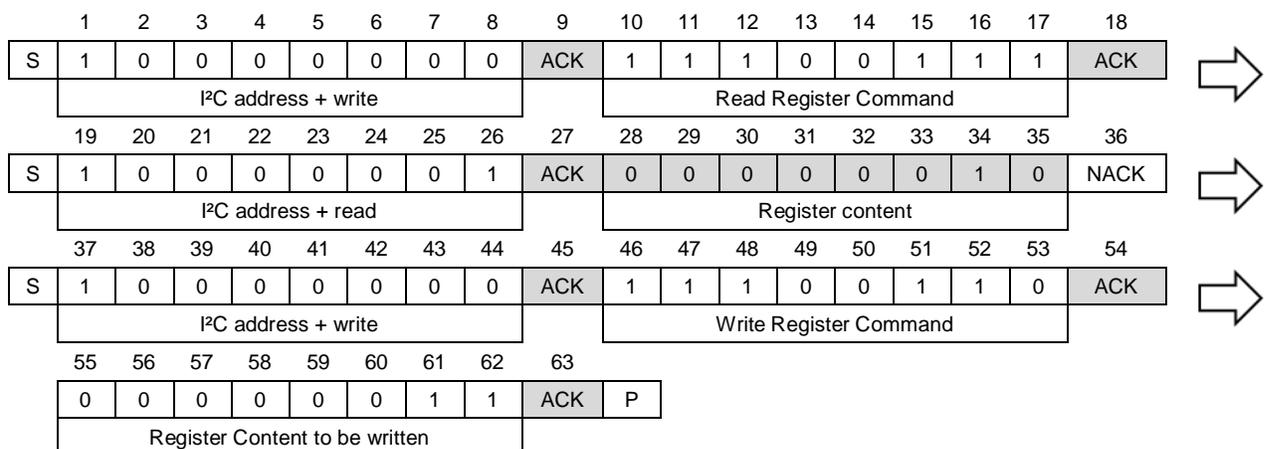 1 2 3 4 5 6 7 8 9 10 11 12 13 14 15 16 17 18
S 1 0 0 0 0 0 0 0 ACK 1 1 1 0 0 1 1 1 ACK
I²C address + write Read Register Command
19 20 21 22 23 24 25 26 27 28 29 30 31 32 33 34 35 36
S 1 0 0 0 0 0 0 1 ACK 0 0 0 0 0 0 1 0 NACK
I²C address + read Register content
37 38 39 40 41 42 43 44 45 46 47 48 49 50 51 52 53 54
S 1 0 0 0 0 0 0 0 ACK 1 1 1 0 0 1 1 0 ACK
I²C address + write Write Register Command
55 56 57 58 59 60 61 62 63
0 0 0 0 0 0 1 1 ACK P
Register Content to be written